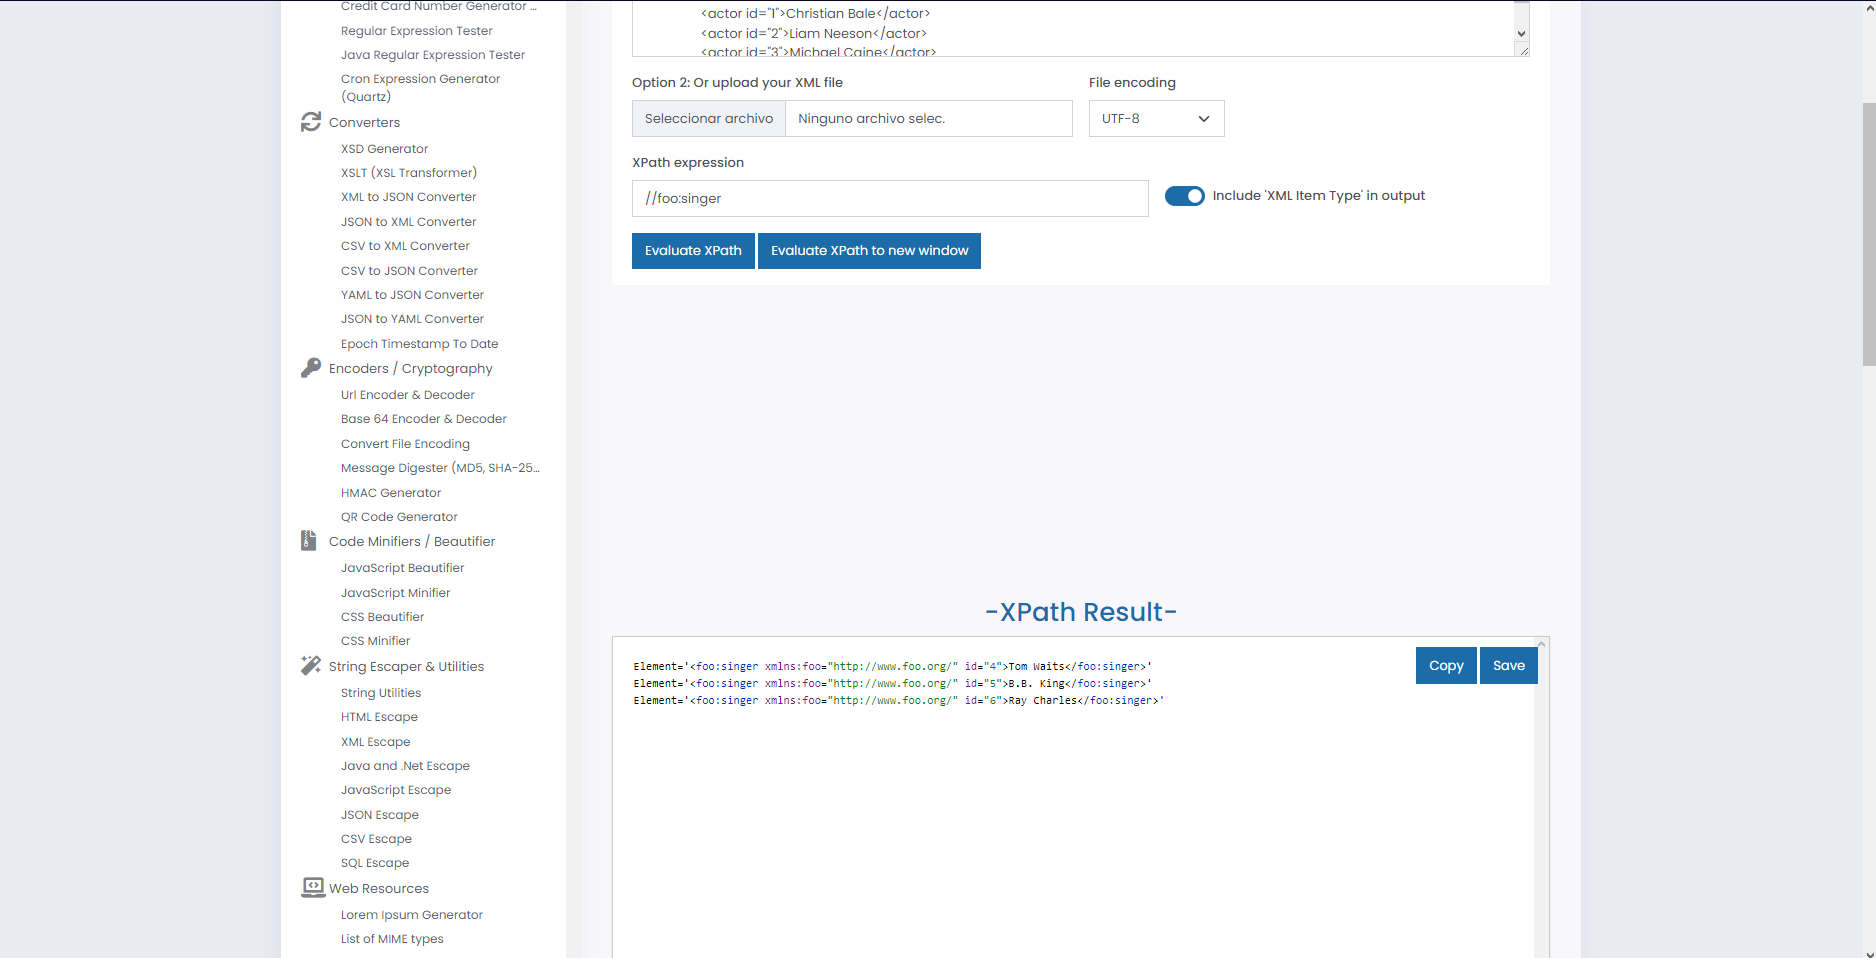 Credit Card Number Generator ...
Regular Expression Tester
Java Regular Expression Tester
Cron Expression Generator
(Quartz)
Converters
XSD Generator
XSLT (XSL Transformer)
XML to JSON Converter
JSON to XML Converter
CSV to XML Converter
CSV to JSON Converter
YAML to JSON Converter
JSON to YAML Converter
Epoch Timestamp To Date
Encoders / Cryptography
Url Encoder & Decoder
Base 64 Encoder & Decoder
Convert File Encoding
Message Digester (MD5, SHA-25...
HMAC Generator
QR Code Generator
Code Minifiers / Beautifier
JavaScript Beautifier
JavaScript Minifier
CSS Beautifier
CSS Minifier
String Escaper & Utilities
String Utilities
HTML Escape
XML Escape
Java and .Net Escape
JavaScript Escape
JSON Escape
CSV Escape
SQL Escape
Web Resources
Lorem Ipsum Generator
List of MIME types
<actor id="1">Christian Bale</actor>
<actor id="2">Liam Neeson</actor>
<actor id="3">Michael Caine</actor>
Option 2: Or upload your XML file
File encoding
Seleccionar archivo Ninguno archivo selec.
UTF-8
XPath expression
//foo:singer
Include 'XML Item Type' in output
Evaluate XPath
Evaluate XPath to new window
-XPath Result-
Copy
Save
Element='<foo:singer xmlns:foo="http://www.foo.org/" id="4">Tom Waits</foo:singer>'
Element='<foo:singer xmlns:foo="http://www.foo.org/" id="5">B.B. King</foo:singer>'
Element='<foo:singer xmlns:foo="http://www.foo.org/" id="6">Ray Charles</foo:singer>'